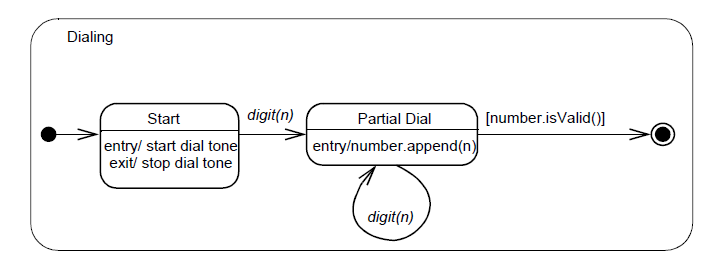 Dialing
Start
entry/ start dial tone
exit/ stop dial tone
digit(n)
Partial Dial
entry/number.append(n)
digit(n)
[number.isValid()]